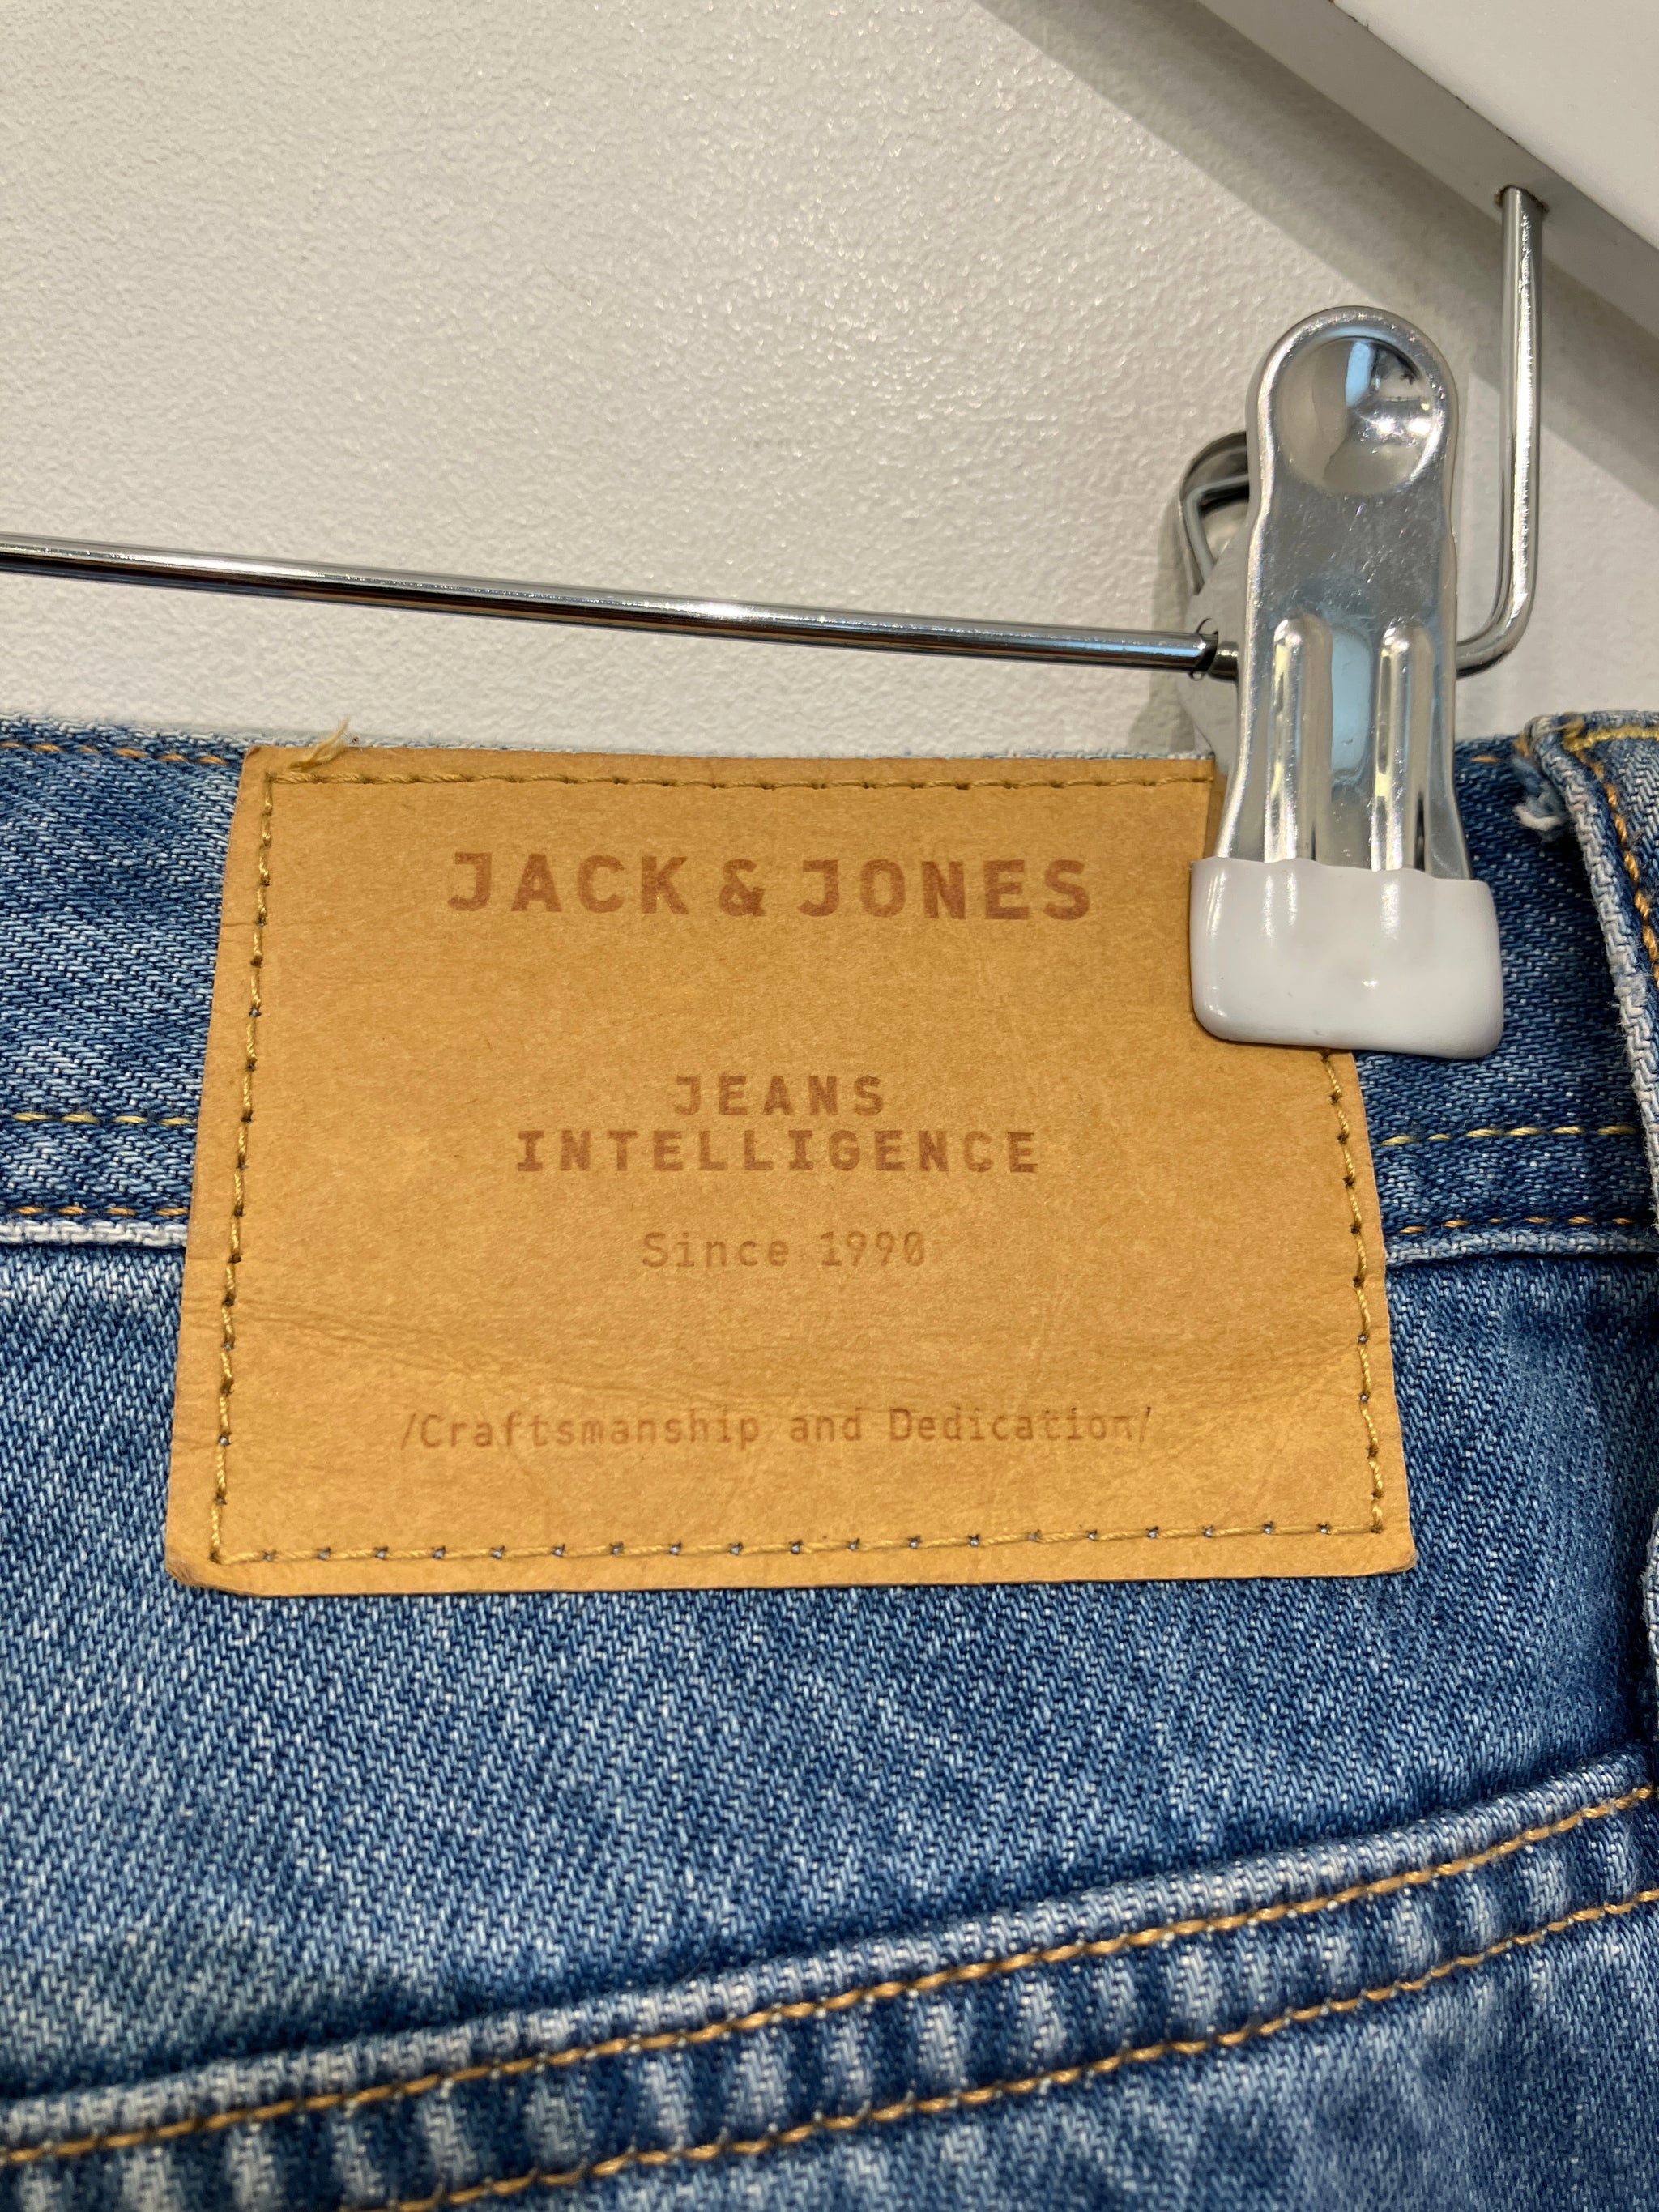 JACK & JONES
JEANS
INTELLIGENCE
Since 1990
/Craftsmanship and Dedication/